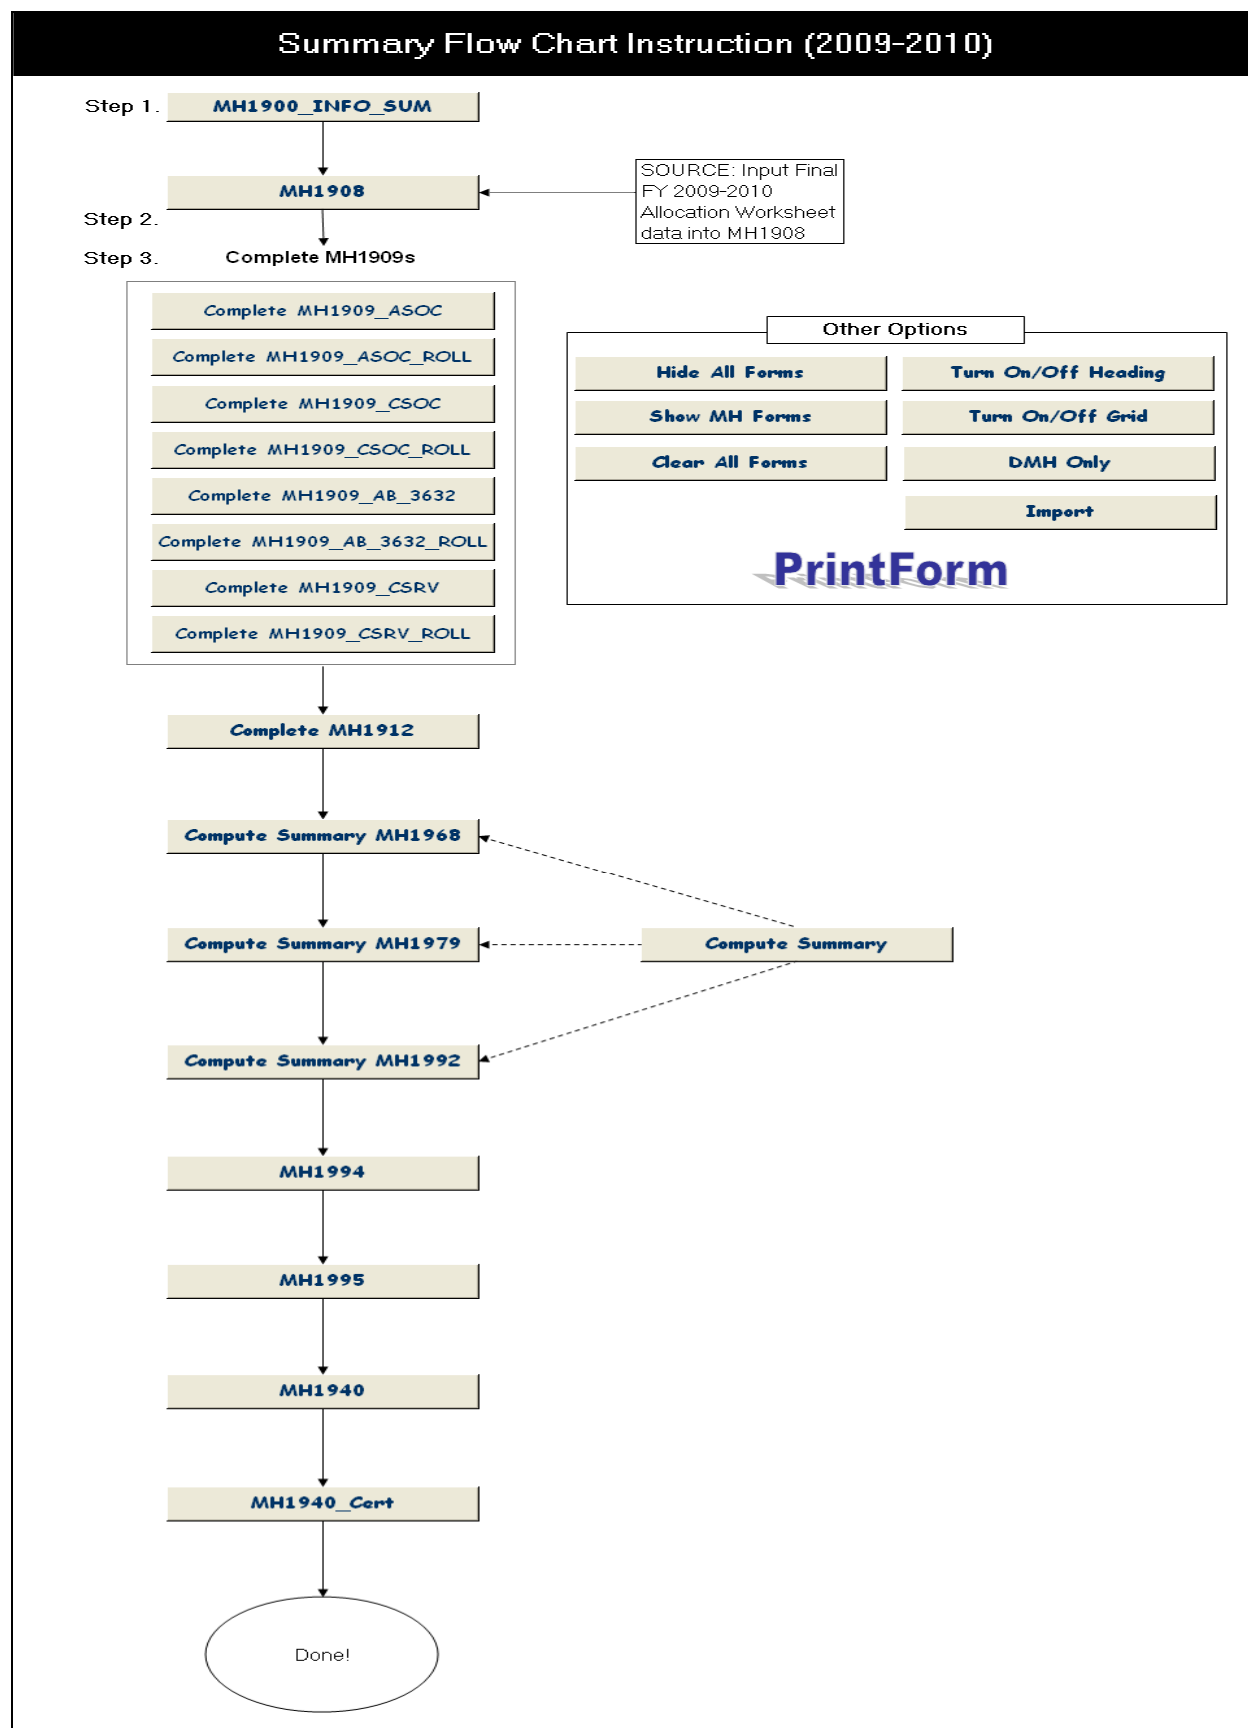 Summary Flow Chart Instruction (2009-2010)
Step 1.
MH1900_INFO_SUM
MH1908
SOURCE: Input Final
FY 2009-2010
Allocation Worksheet
data into MH1908
Step 2.
Step 3.
Complete MH1909s
Complete MH1909_ASOC
Complete MH1909_ASOC_ROLL
Complete MH1909_CSOC
Complete MH1909_CSOC_ROLL
Complete MH1909_AB_3632
Complete MH1909_AB_3632_ROLL
Complete MH1909_CSRV
Complete MH1909_CSRV_ROLL
Other Options
Hide All Forms
Turn On/Off Heading
Show MH Forms
Turn On/Off Grid
Clear All Forms
DMH Only
Import
PrintForm
Complete MH1912
Compute Summary MH1968
Compute Summary MH1979
Compute Summary
Compute Summary MH1992
MH1994
MH1995
MH1940
MH1940_Cert
Done!